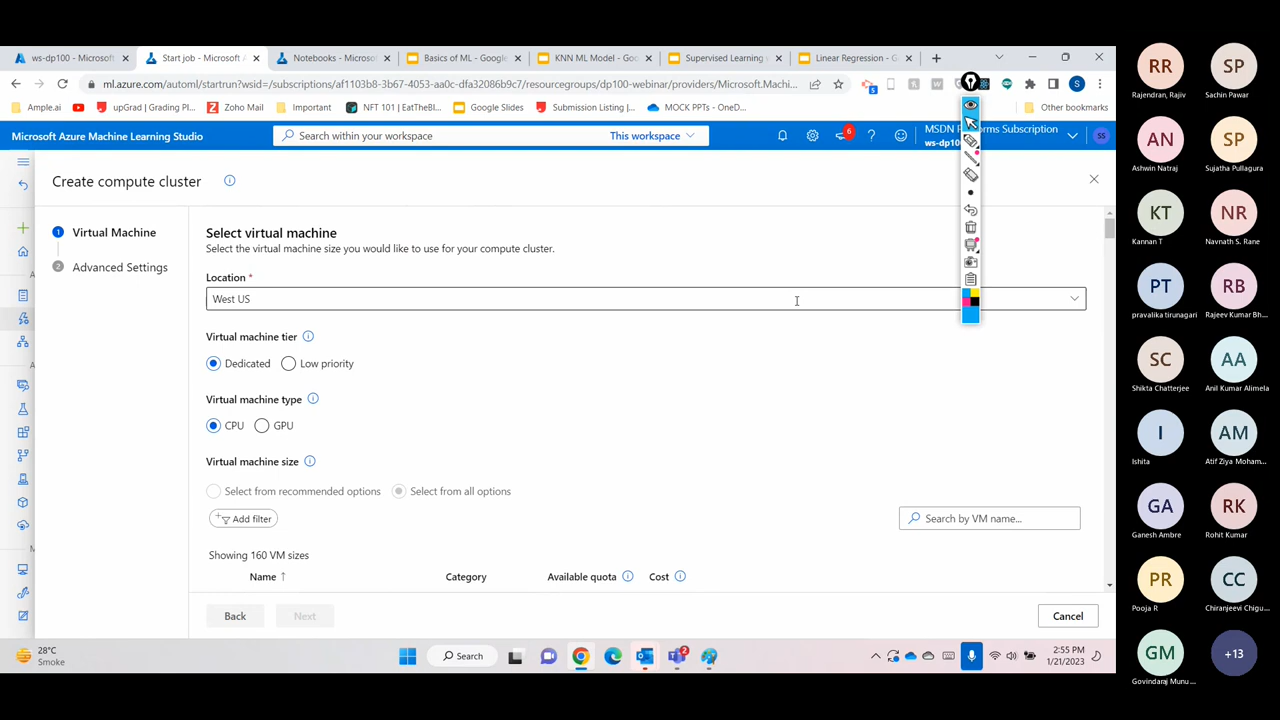 ws-dp100 - Microsoft
Start job - Microsoft A
Notebooks - Microsoft
Basics of ML - Google
KNN ML Model - Goo
Supervised Learning
Linear Regression - G
ml.azure.com/automl/startrun?wsid=/subscriptions/af1103b8-3b67-4053-aa0c-dfa32086b9c7/resourcegroups/dp100-webinar/providers/Microsoft.Machi...
Ample.ai
upGrad | Grading Pl...
Zoho Mail
Important
NFT 101 | EatTheBl...
Google Slides
Submission Listing J...
MOCK PPTs - OneD...
Other bookmarks
Microsoft Azure Machine Learning Studio
Search within your workspace
This workspace
6
MSDN Platforms Subscription
ws-dp100
SS
Create compute cluster
1 Virtual Machine
2 Advanced Settings
Select virtual machine
Select the virtual machine size you would like to use for your compute cluster.
Location *
West US
Virtual machine tier
Dedicated
Low priority
Virtual machine type
CPU
GPU
Virtual machine size
Select from recommended options
Select from all options
Add filter
Search by VM name...
Showing 160 VM sizes
Name ↑
Category
Available quota
Cost
Back
Next
Cancel
28°C
Smoke
Search
2
2:55 PM
1/21/2023
RR
SP
Rajendran, Rajiv
Sachin Pawar
AN
SP
Ashwin Natraj
Sujatha Pullagura
KT
NR
Kannan T
Navnath S. Rane
PT
RB
pravalika tirunagari
Rajeev Kumar Bh...
SC
AA
Shikta Chatterjee
Anil Kumar Alimela
I
AM
Ishita
Atif Ziya Moham...
GA
RK
Ganesh Ambre
Rohit Kumar
PR
CC
Pooja R
Chiranjeevi Chigu...
GM
+13
Govindaraj Munu ...